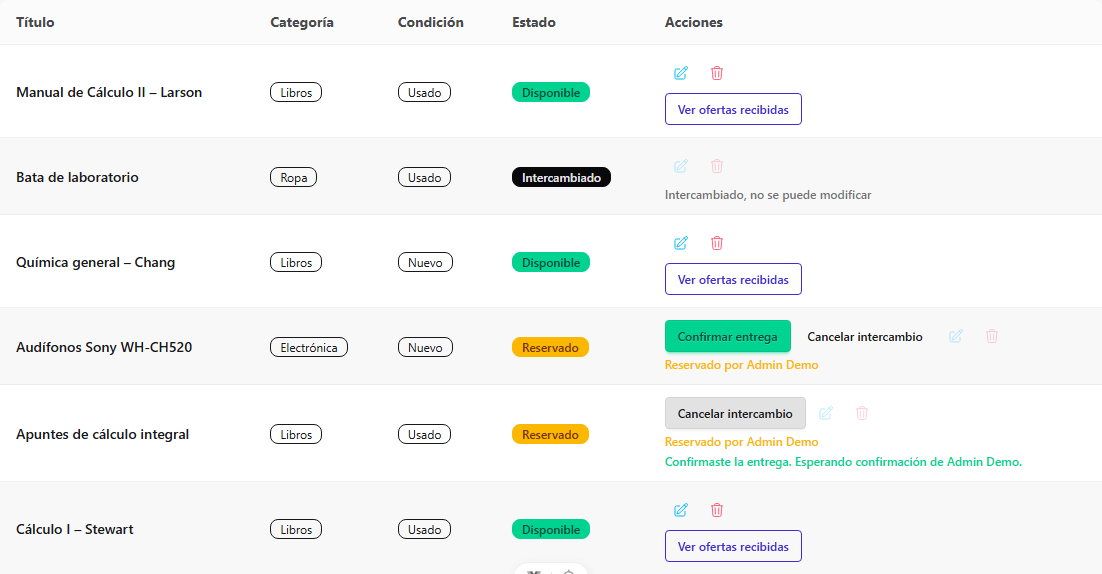 Título Categoría Condición Estado Acciones
Manual de Cálculo II – Larson Libros Usado Disponible
Ver ofertas recibidas
Bata de laboratorio Ropa Usado Intercambiado
Intercambiado, no se puede modificar
Química general – Chang Libros Nuevo Disponible
Ver ofertas recibidas
Audífonos Sony WH-CH520 Electrónica Nuevo Reservado Confirmar entrega Cancelar intercambio
Reservado por Admin Demo
Apuntes de cálculo integral Libros Usado Reservado Cancelar intercambio
Reservado por Admin Demo
Confirmaste la entrega. Esperando confirmación de Admin Demo.
Cálculo I – Stewart Libros Usado Disponible
Ver ofertas recibidas